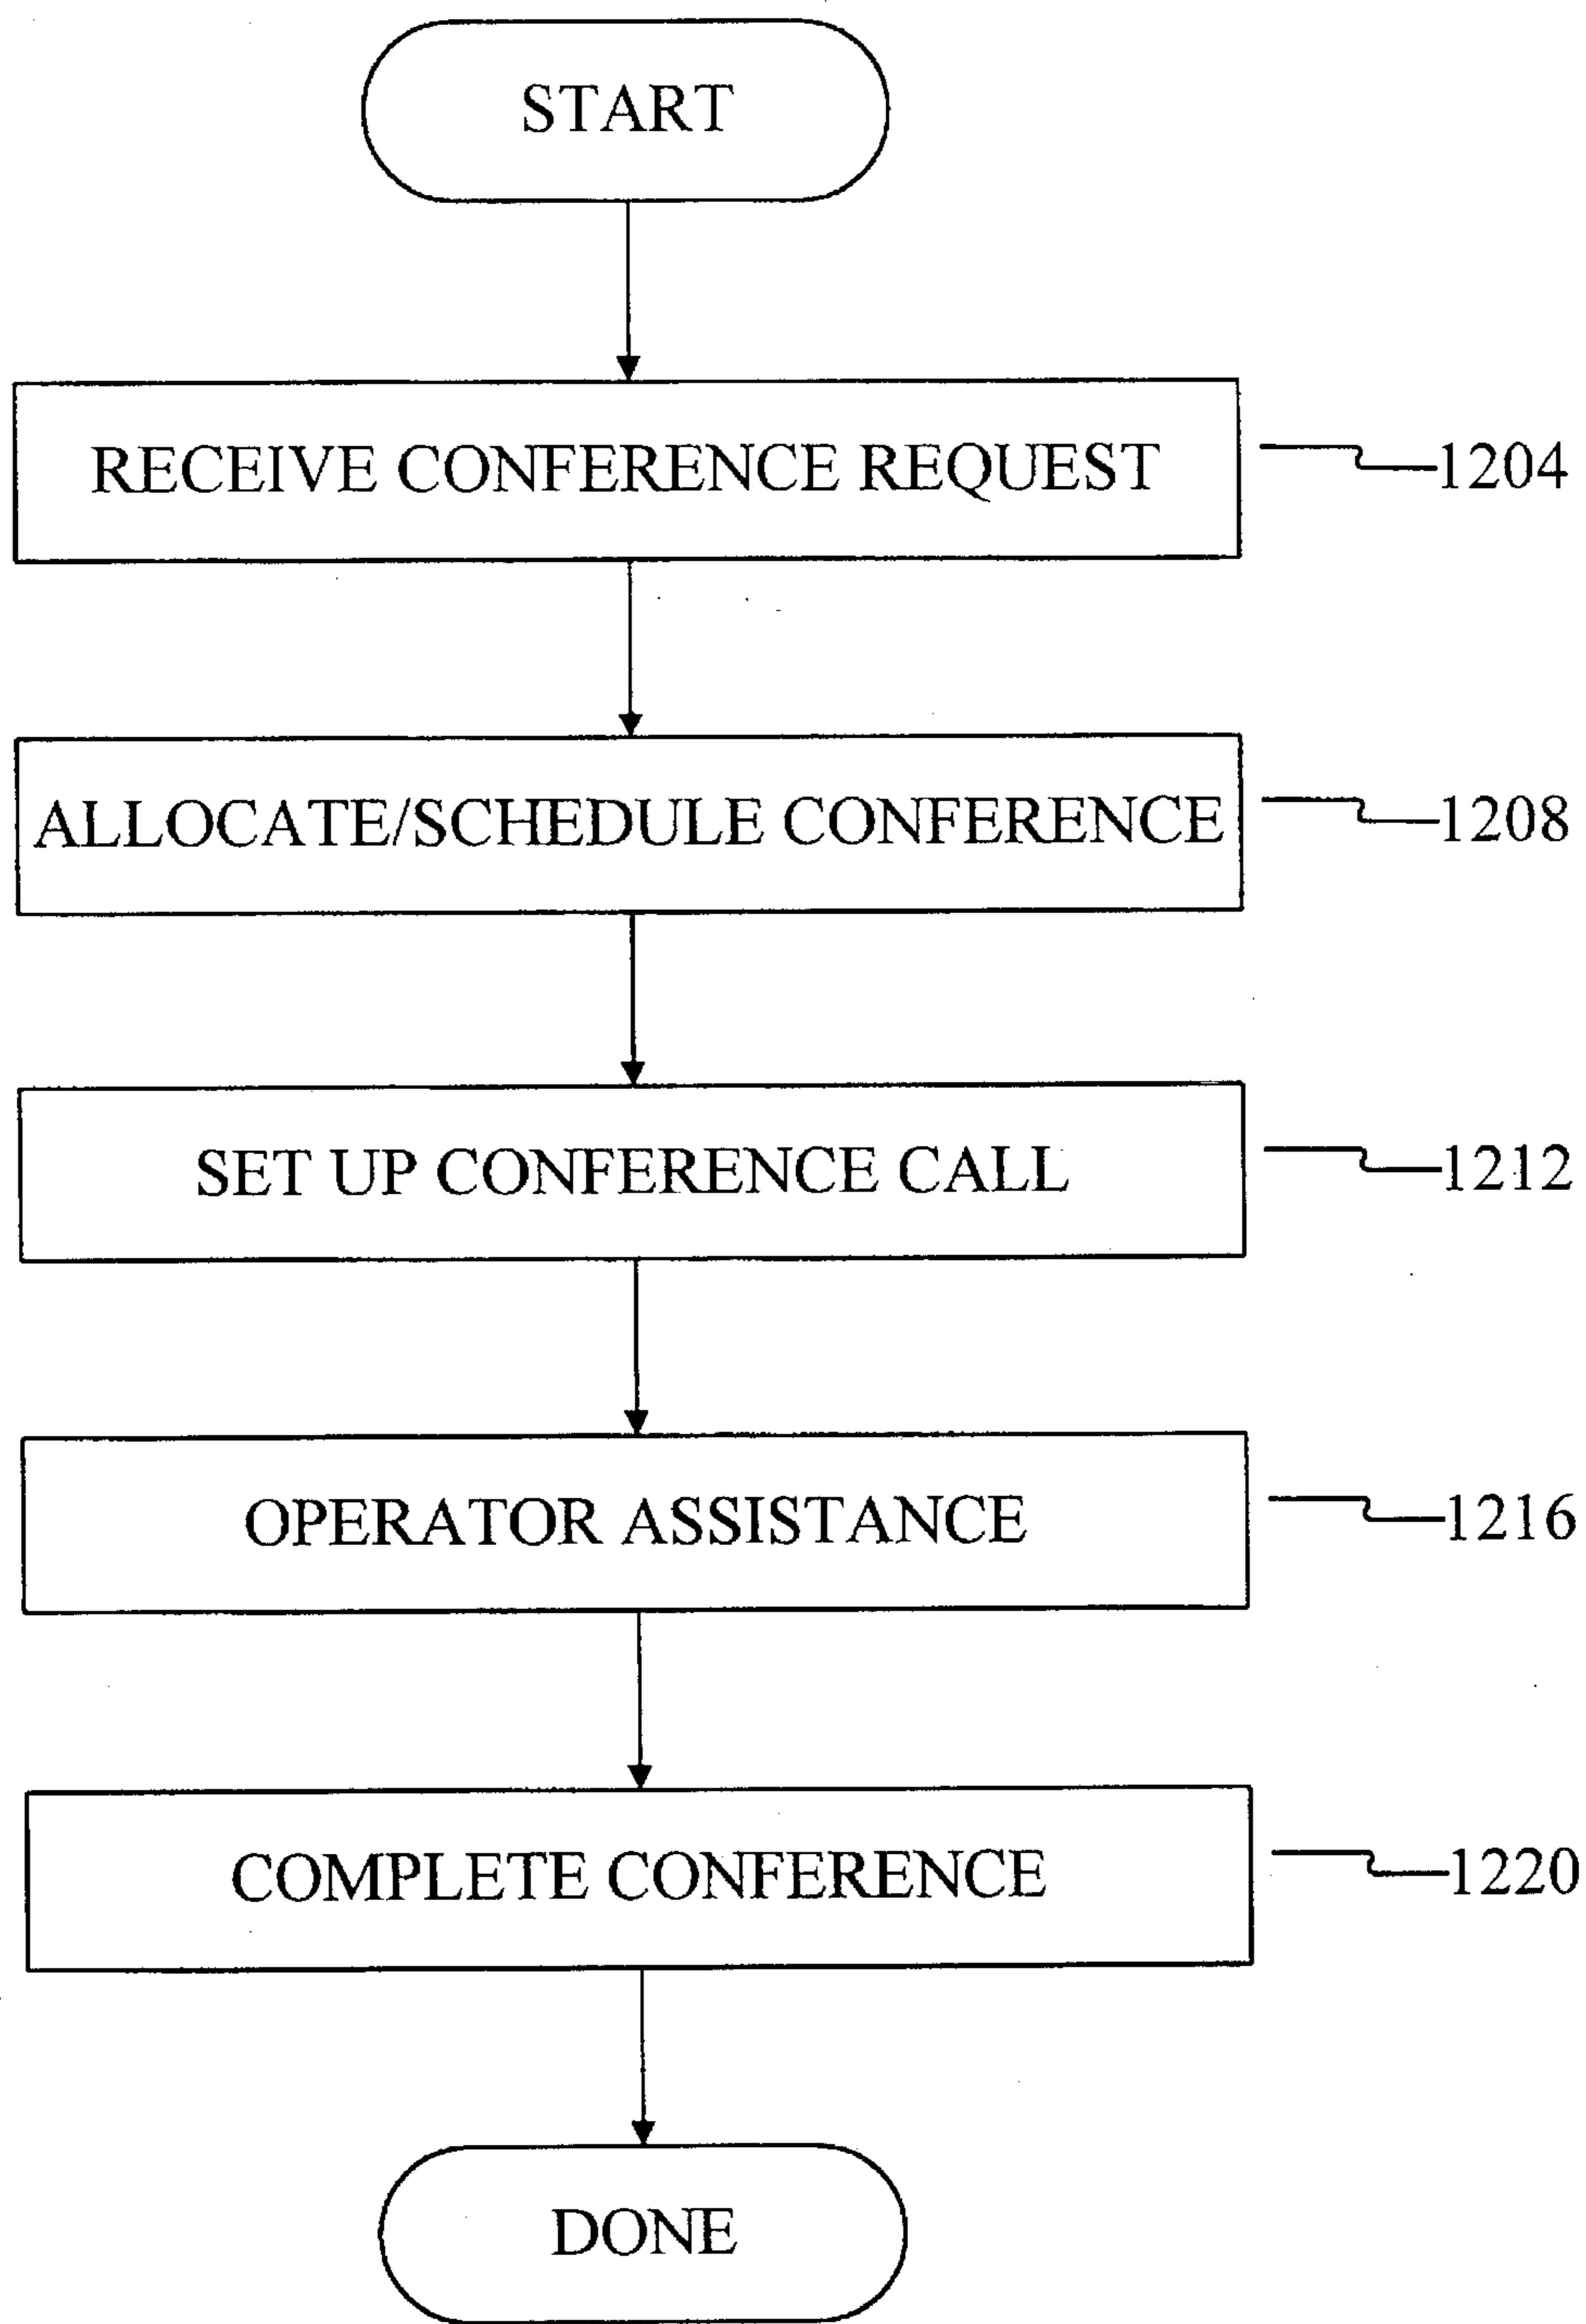 START
RECEIVE CONFERENCE REQUEST
1204
ALLOCATE/SCHEDULE CONFERENCE
1208
SET UP CONFERENCE CALL
1212
OPERATOR ASSISTANCE
1216
COMPLETE CONFERENCE
1220
DONE